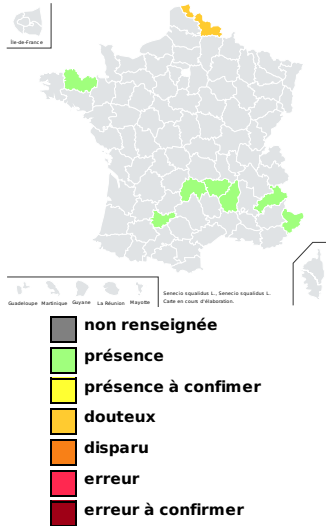 Île-de-France
Guadeloupe Martinique Guyane La Réunion Mayotte
Senecio squalidus L., Senecio squalidus L.
Carte en cours d'élaboration.
non renseignée
présence
présence à confimer
douteux
disparu
erreur
erreur à confirmer